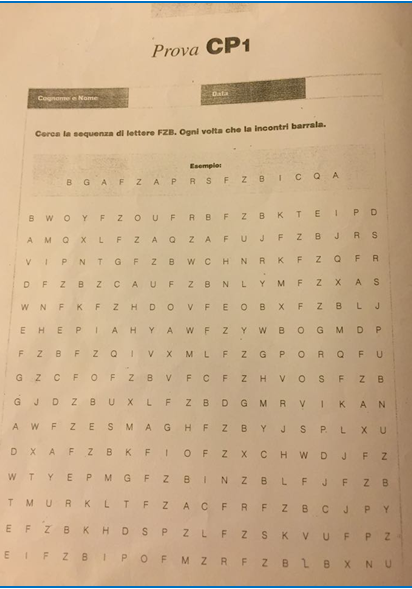 Prova CP1
Cognome e Nome Data
Cerca la sequenza di lettere FZB. Ogni volta che la incontri barrala.
Esempio:
B G A F Z A P R S F Z B I C Q A
B W O Y F Z O U F R B F Z B K T E I P D
A M Q X L F Z A Q Z A F U J F Z B J R S
V I P N T G F Z B W C H N R K F Z Q F R
D F Z B Z C A U F Z B N L Y M F Z X A S
W N F K F Z H D O V F E O B X F Z B L J
E H E P I A H Y A W F Z Y W B O G M D P
F Z B F Z Q I V X M L F Z G P O R Q F U
G Z C F O F Z B V F C F Z H V O S F Z B
G J D Z B U X L F Z B D G M R V I K A N
A W F Z E S M A G H F Z B Y J S P L X U
D X A F Z B K F I O F Z X C H W D J F Z
W T Y E P M G F Z B I N Z B L F J F Z B
T M U R K L T F Z A C F R F Z B C J P Y
E F Z B K H D S P Z L F Z S K V U F P Z
E I F Z B I P O F M Z R F Z B L B X N U